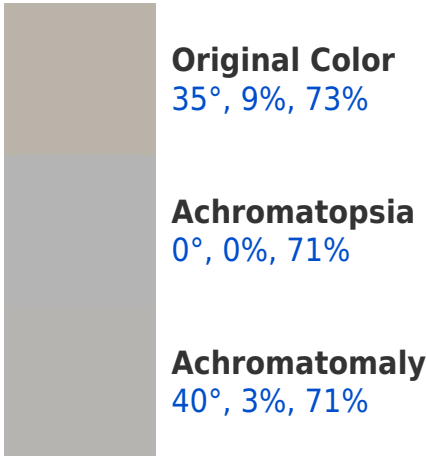 Original Color
35°, 9%, 73%
Achromatopsia
0°, 0%, 71%
Achromatomaly
40°, 3%, 71%